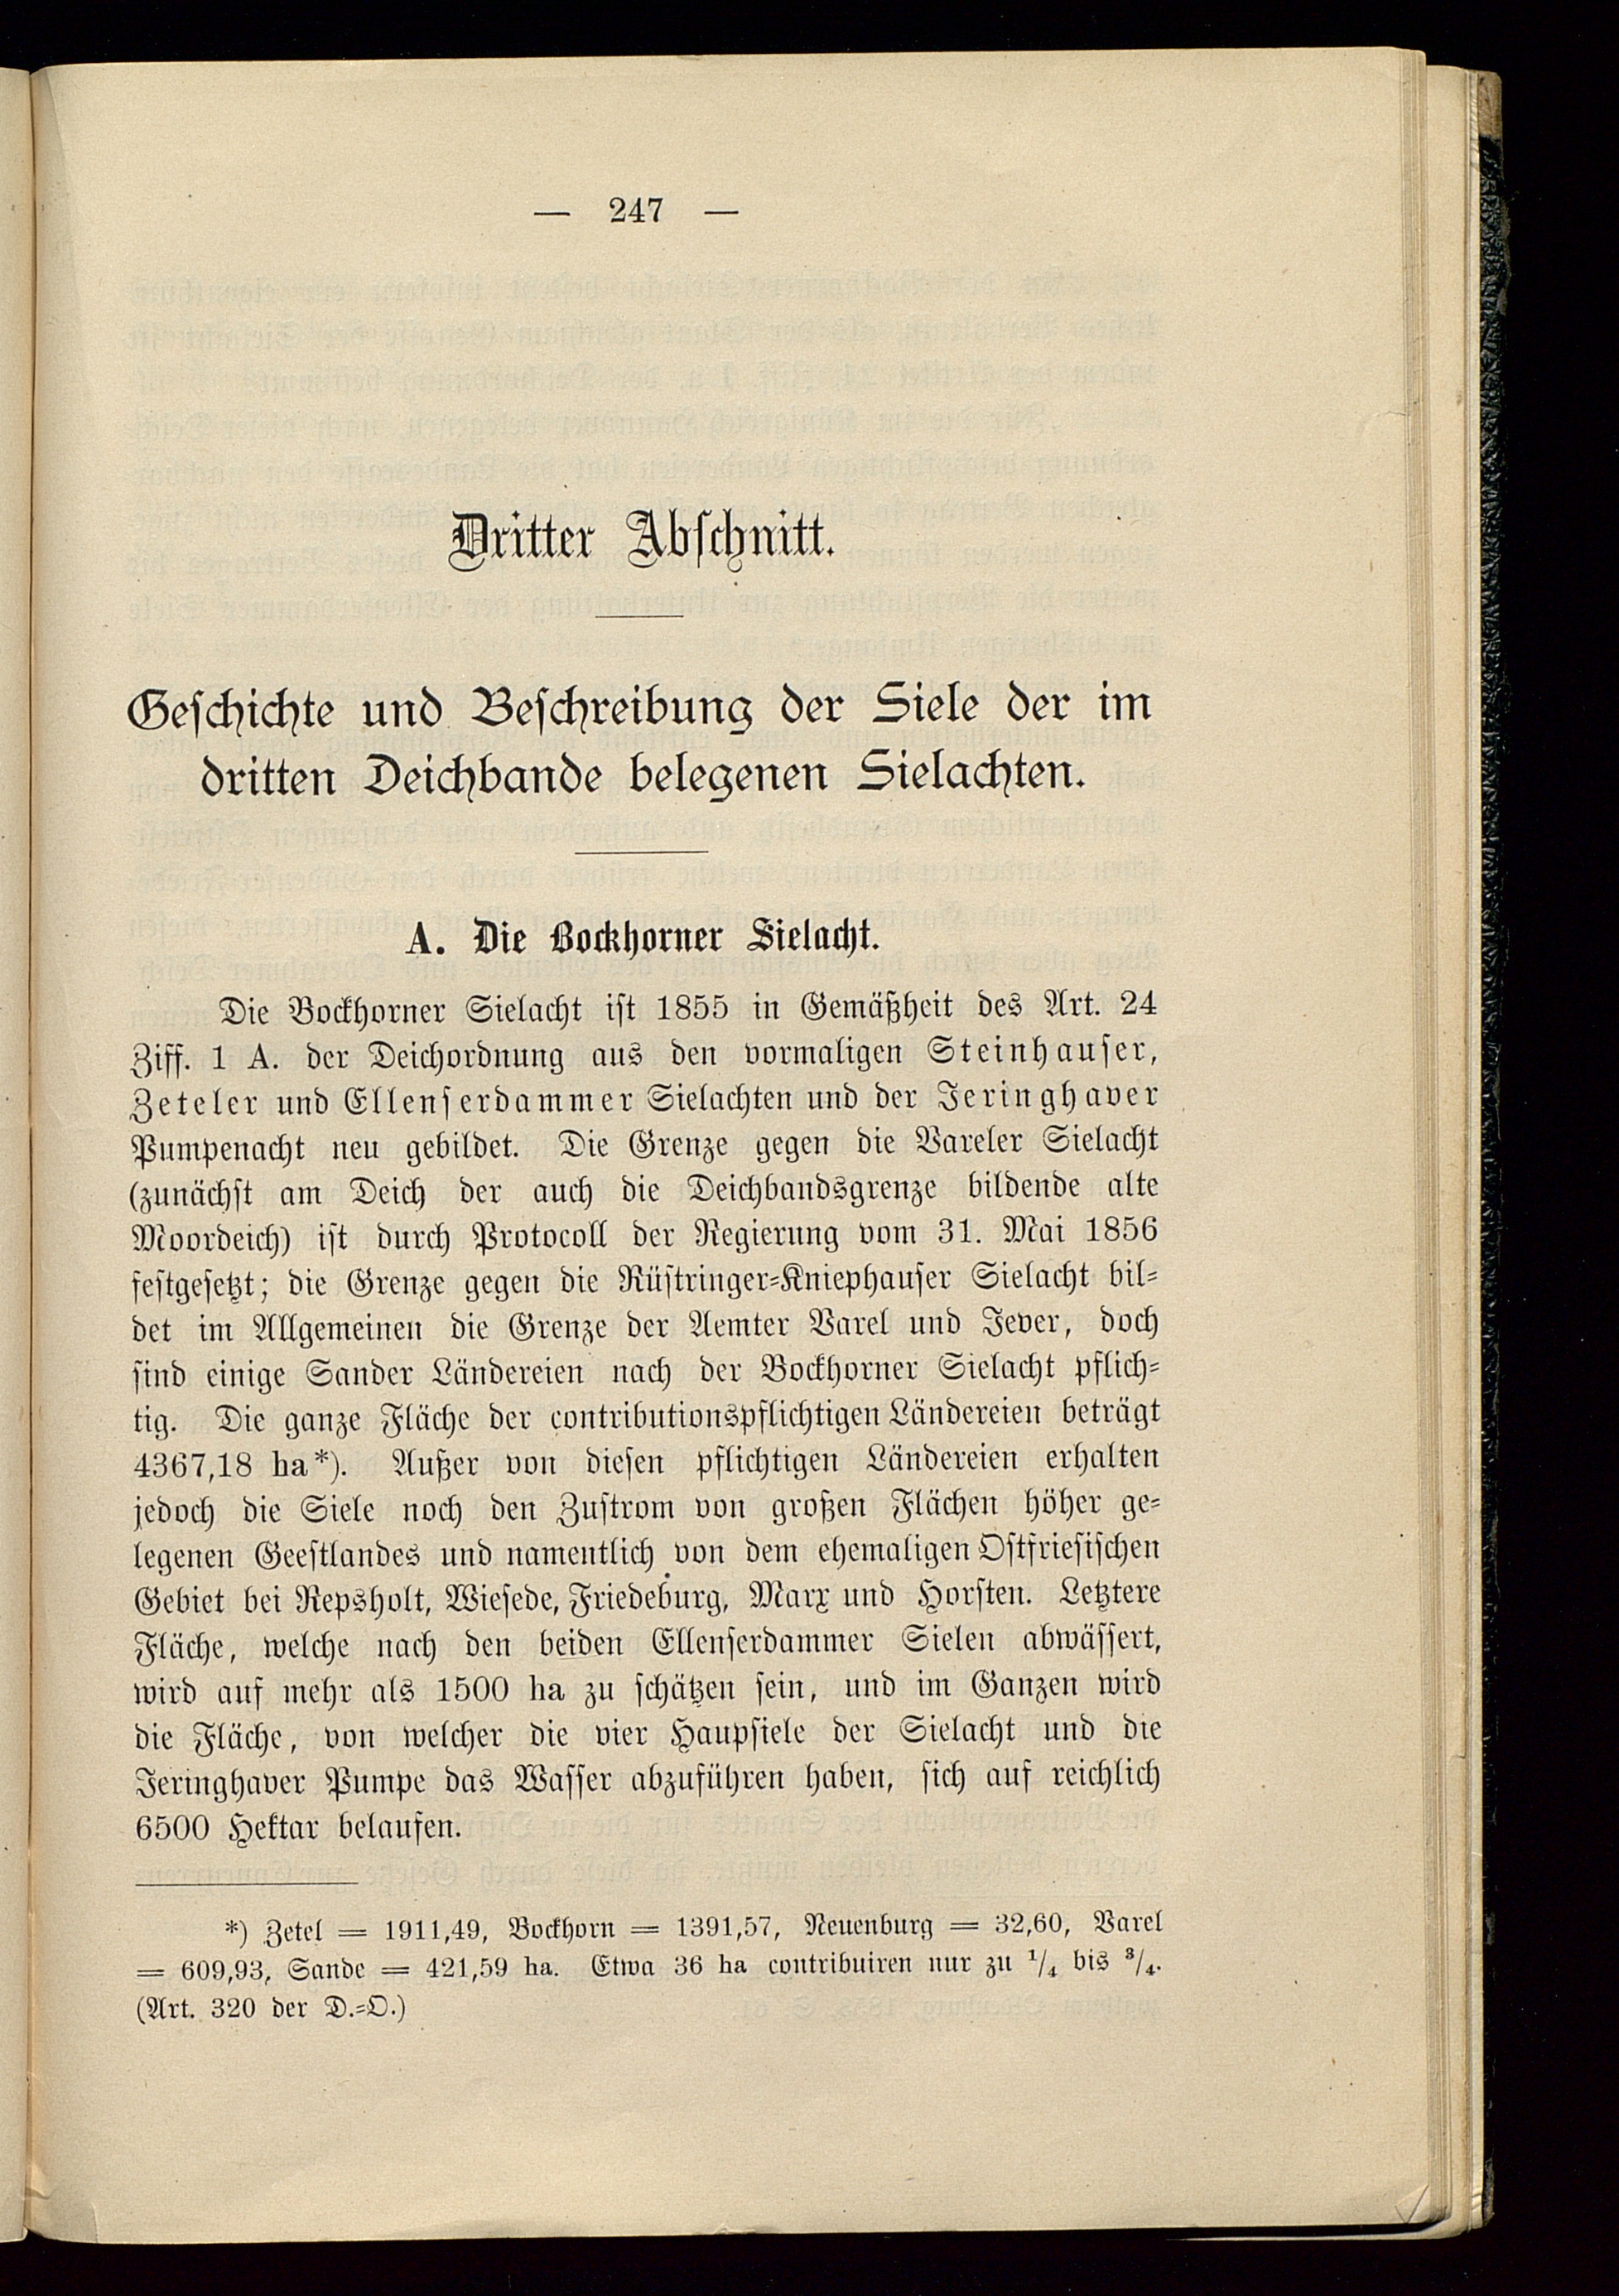 — 247 —
Dritter Abschnitt.
Geschichte und Beschreibung der Siele der im
dritten Deichbande belegenen Sielachten.
A. Die Bockhorner Sielacht.
Die Bockhorner Sielacht ist 1855 in Gemäßheit des Art. 24
Ziff. 1 A. der Deichordnung aus den vormaligen Steinhauser,
Zeteler und Ellenserdammer Sielachten und der Jeringhaver
Pumpenacht neu gebildet. Die Grenze gegen die Vareler Sielacht
(zunächst am Deich der auch die Deichbandsgrenze bildende alte
Moordeich) ist durch Protocoll der Regierung vom 31. Mai 1856
festgesetzt; die Grenze gegen die Rüstringer-Kniephauser Sielacht bil-
det im Allgemeinen die Grenze der Aemter Varel und Jever, doch
sind einige Sander Ländereien nach der Bockhorner Sielacht pflich-
tig. Die ganze Fläche der contributionspflichtigen Ländereien beträgt
4367,18 ha*). Außer von diesen pflichtigen Ländereien erhalten
jedoch die Siele noch den Zustrom von großen Flächen höher ge-
legenen Geestlandes und namentlich von dem ehemaligen Ostfriesischen
Gebiet bei Repsholt, Wiesede, Friedeburg, Marx und Horsten. Letztere
Fläche, welche nach den beiden Ellenserdammer Sielen abwässert,
wird auf mehr als 1500 ha zu schätzen sein, und im Ganzen wird
die Fläche, von welcher die vier Haupsiele der Sielacht und die
Jeringhaver Pumpe das Wasser abzuführen haben, sich auf reichlich
6500 Hektar belaufen.
*) Zetel = 1911,49, Bockhorn = 1391,57, Neuenburg = 32,60, Varel
= 609,93, Sande = 421,59 ha. Etwa 36 ha contribuiren nur zu 1/4 bis 3/4.
(Art. 320 der D.-O.)